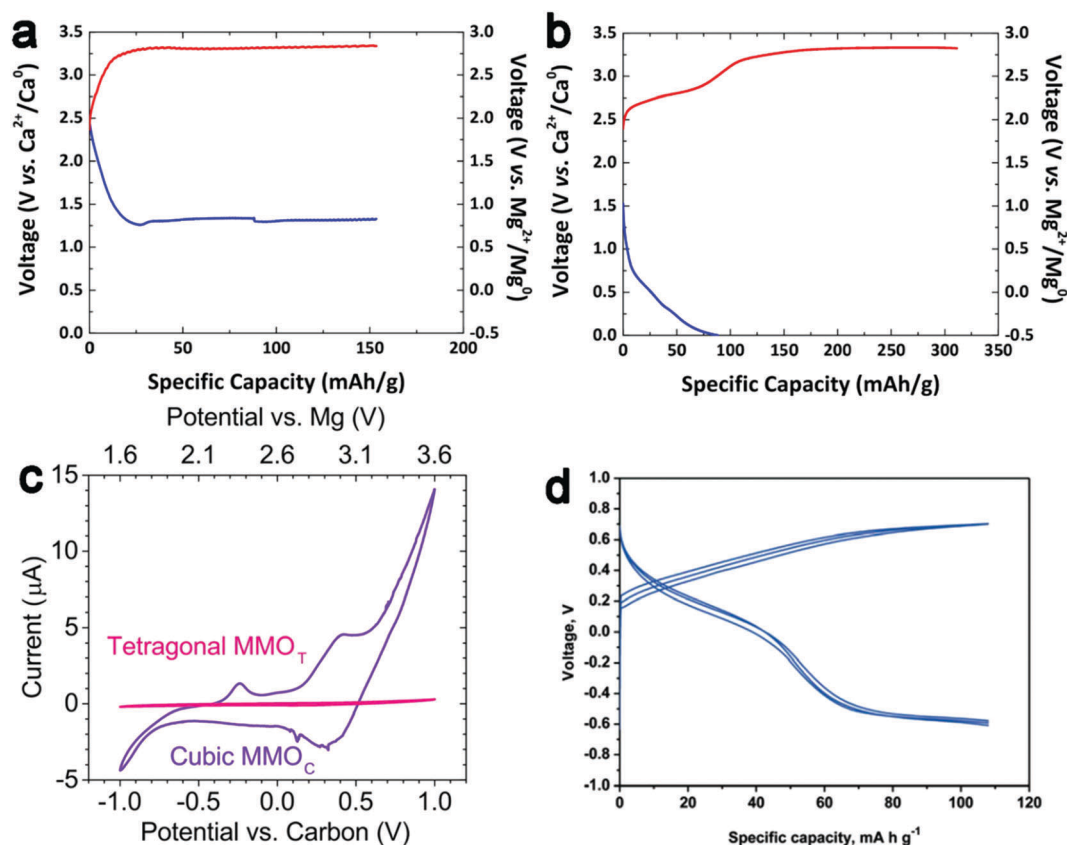 a
3.5
3.0
2.5
2.0
1.5
1.0
0.5
0.0
Voltage (V vs. Ca²⁺/Ca⁰)
3.0
2.5
2.0
1.5
1.0
0.5
0.0
-0.5
Voltage (V vs. Mg²⁺/Mg⁰)
0 50 100 150 200
Specific Capacity (mAh/g)
b
3.5
3.0
2.5
2.0
1.5
1.0
0.5
0.0
Voltage (V vs. Ca²⁺/Ca⁰)
3.0
2.5
2.0
1.5
1.0
0.5
0.0
-0.5
Voltage (V vs. Mg²⁺/Mg⁰)
0 50 100 150 200 250 300 350
Specific Capacity (mAh/g)
c
Potential vs. Mg (V)
1.6 2.1 2.6 3.1 3.6
15
10
5
0
-5
Current (μA)
Tetragonal MMO_T
Cubic MMO_C
-1.0 -0.5 0.0 0.5 1.0
Potential vs. Carbon (V)
d
1.0
0.8
0.6
0.4
0.2
0.0
-0.2
-0.4
-0.6
-0.8
-1.0
Voltage, V
0 20 40 60 80 100 120
Specific capacity, mA h g⁻¹